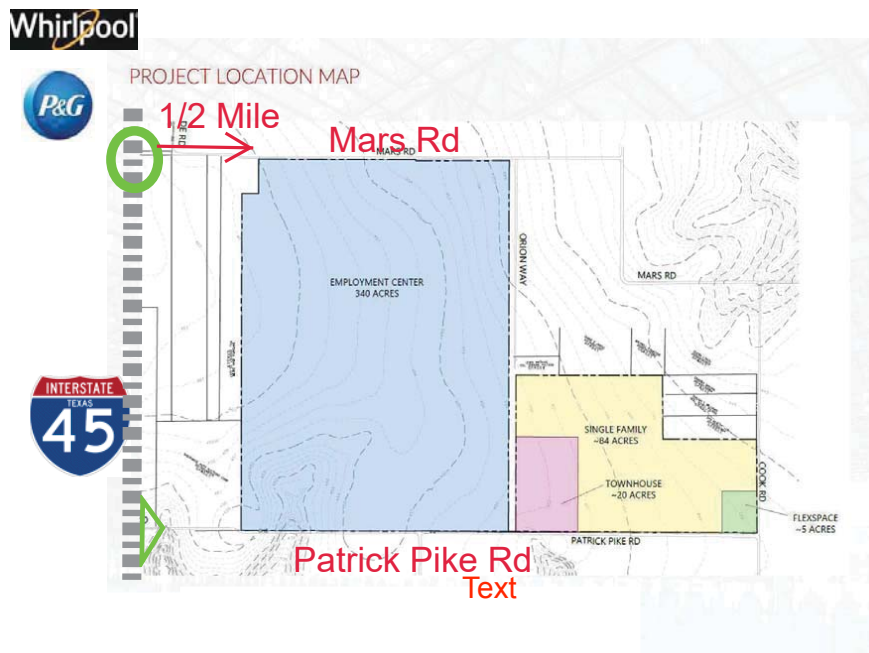 Whirlpool
P&G
PROJECT LOCATION MAP
1/2 Mile
Mars Rd
MARS RD
EMPLOYMENT CENTER
340 ACRES
ORION WAY
MARS RD
INTERSTATE
TEXAS
45
SINGLE FAMILY
~84 ACRES
TOWNHOUSE
~20 ACRES
COOK RD
FLEXSPACE
~5 ACRES
PATRICK PIKE RD
Patrick Pike Rd
Text